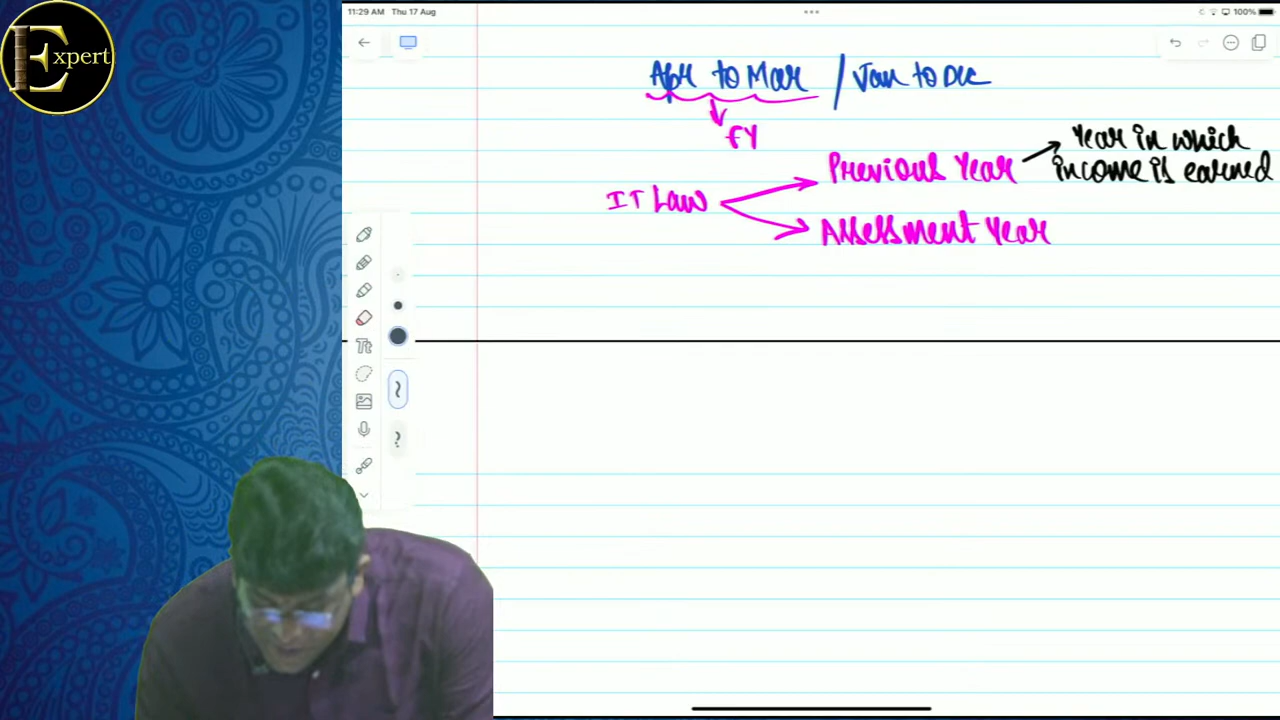 Expert
11:29 AM Thu 17 Aug
100%
Apr to Mar / Jan to Dec
FY
Year in which
income is earned
Previous Year
IT Law
Assessment Year
Tt